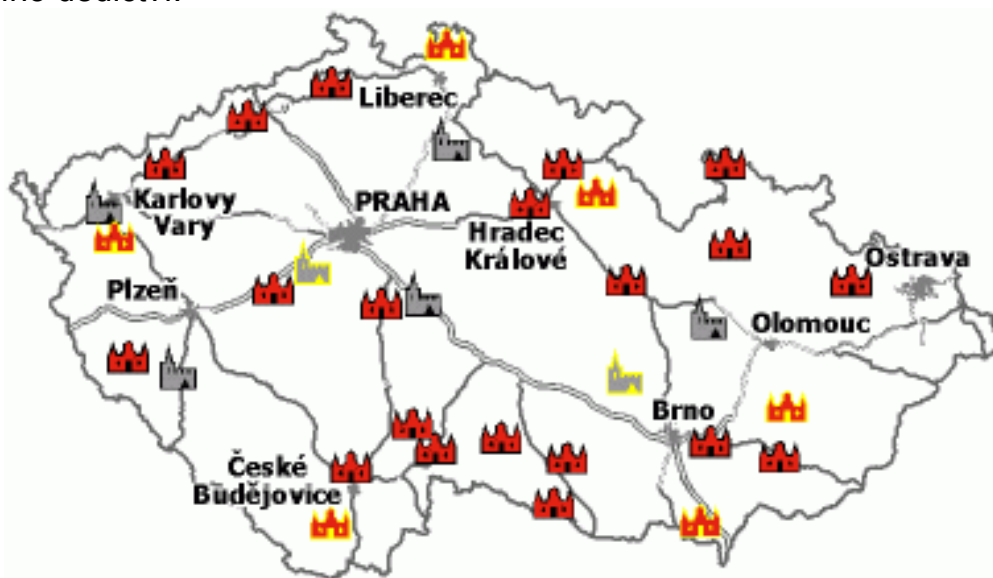 Liberec
Karlovy
Vary
PRAHA
Hradec
Králové
Ostrava
Plzeň
Olomouc
Brno
České
Budějovice